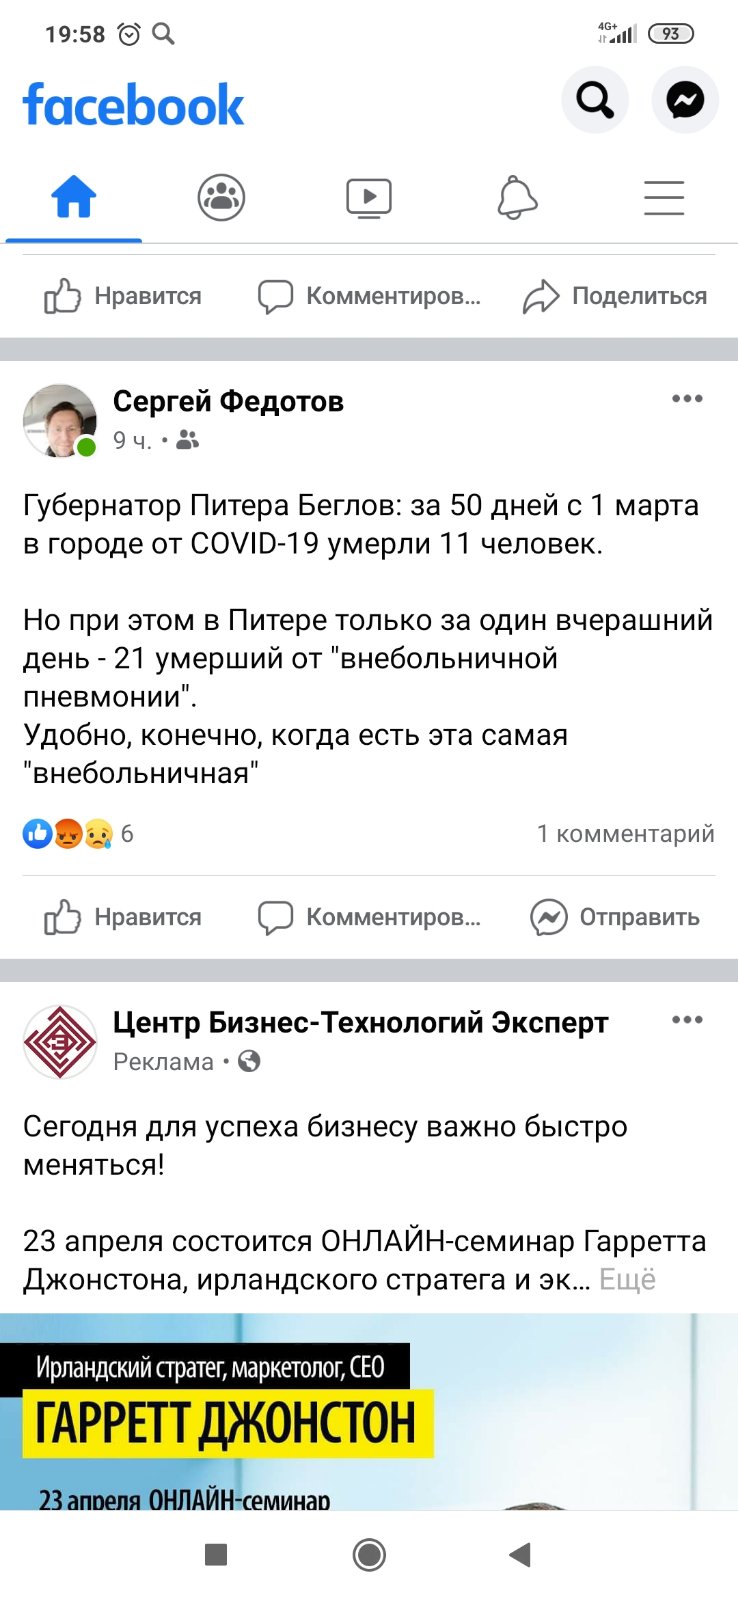 19:58
4G+
93
facebook
Нравится
Комментиров...
Поделиться
Сергей Федотов
9 ч. •
Губернатор Питера Беглов: за 50 дней с 1 марта
в городе от COVID-19 умерли 11 человек.
Но при этом в Питере только за один вчерашний
день - 21 умерший от "внебольничной
пневмонии".
Удобно, конечно, когда есть эта самая
"внебольничная"
6
1 комментарий
Нравится
Комментиров...
Отправить
Центр Бизнес-Технологий Эксперт
Реклама •
Сегодня для успеха бизнесу важно быстро
меняться!
23 апреля состоится ОНЛАЙН-семинар Гарретта
Джонстона, ирландского стратега и эк... Ещё
Ирландский стратег, маркетолог, CEO
ГАРРЕТТ ДЖОНСТОН
23 апреля ОНЛАЙН-семинар